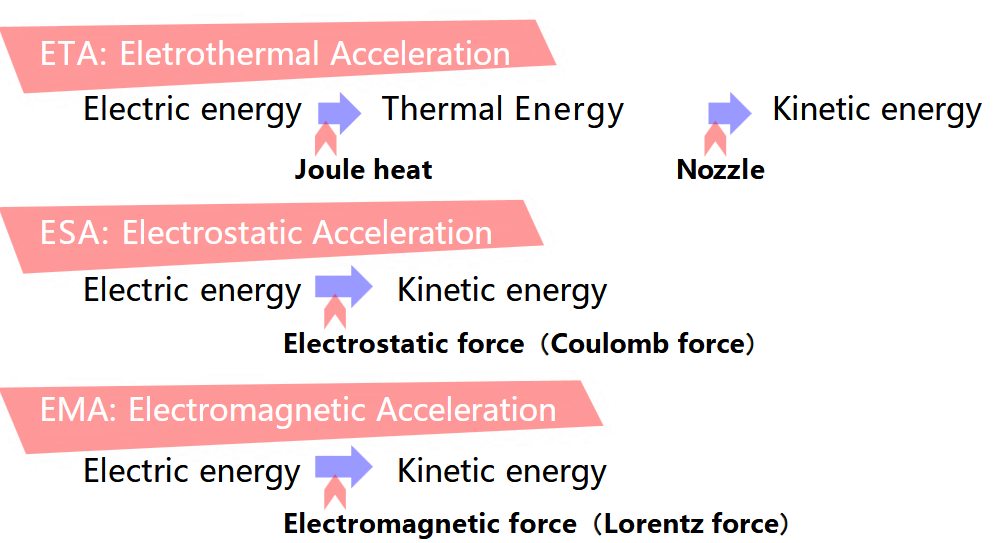 ETA: Eletrothermal Acceleration
Electric energy Thermal Energy Kinetic energy
Joule heat Nozzle
ESA: Electrostatic Acceleration
Electric energy Kinetic energy
Electrostatic force（Coulomb force）
EMA: Electromagnetic Acceleration
Electric energy Kinetic energy
Electromagnetic force（Lorentz force）